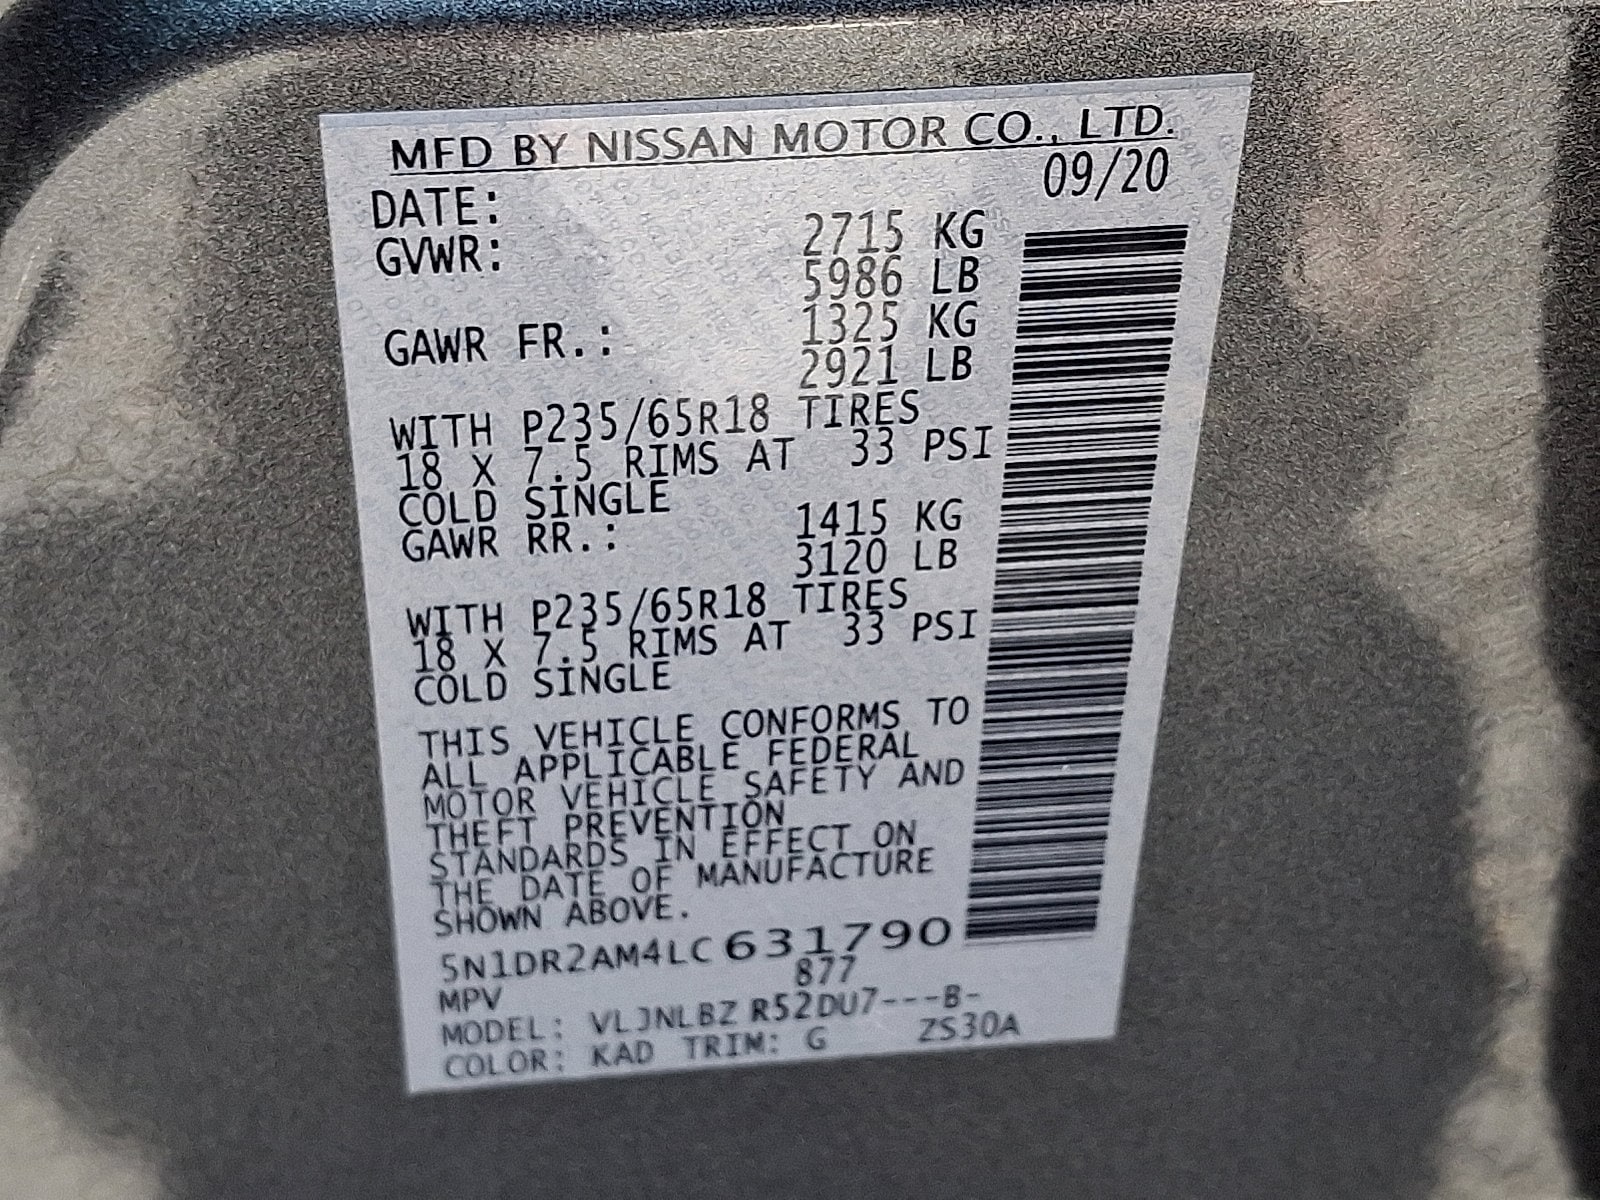 MFD BY NISSAN MOTOR CO., LTD.
DATE: 09/20
GVWR: 2715 KG
5986 LB
GAWR FR.: 1325 KG
2921 LB
WITH P235/65R18 TIRES
18 X 7.5 RIMS AT 33 PSI
COLD SINGLE
GAWR RR.: 1415 KG
3120 LB
WITH P235/65R18 TIRES
18 X 7.5 RIMS AT 33 PSI
COLD SINGLE
THIS VEHICLE CONFORMS TO
ALL APPLICABLE FEDERAL
MOTOR VEHICLE SAFETY AND
THEFT PREVENTION
STANDARDS IN EFFECT ON
THE DATE OF MANUFACTURE
SHOWN ABOVE.
5N1DR2AM4LC631790
MPV 877
MODEL: VLJNLBZ R52DU7---B-
COLOR: KAD TRIM: G ZS30A